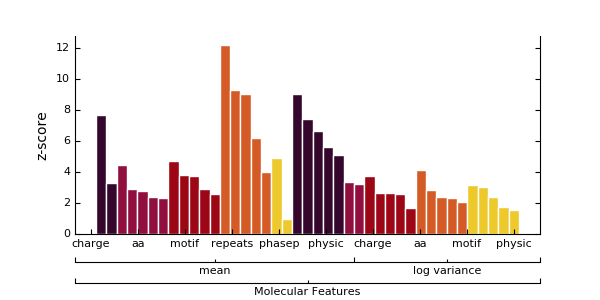 12
10
8
6
4
2
0
z-score
charge aa motif repeats phasep physic charge aa motif physic
mean log variance
Molecular Features